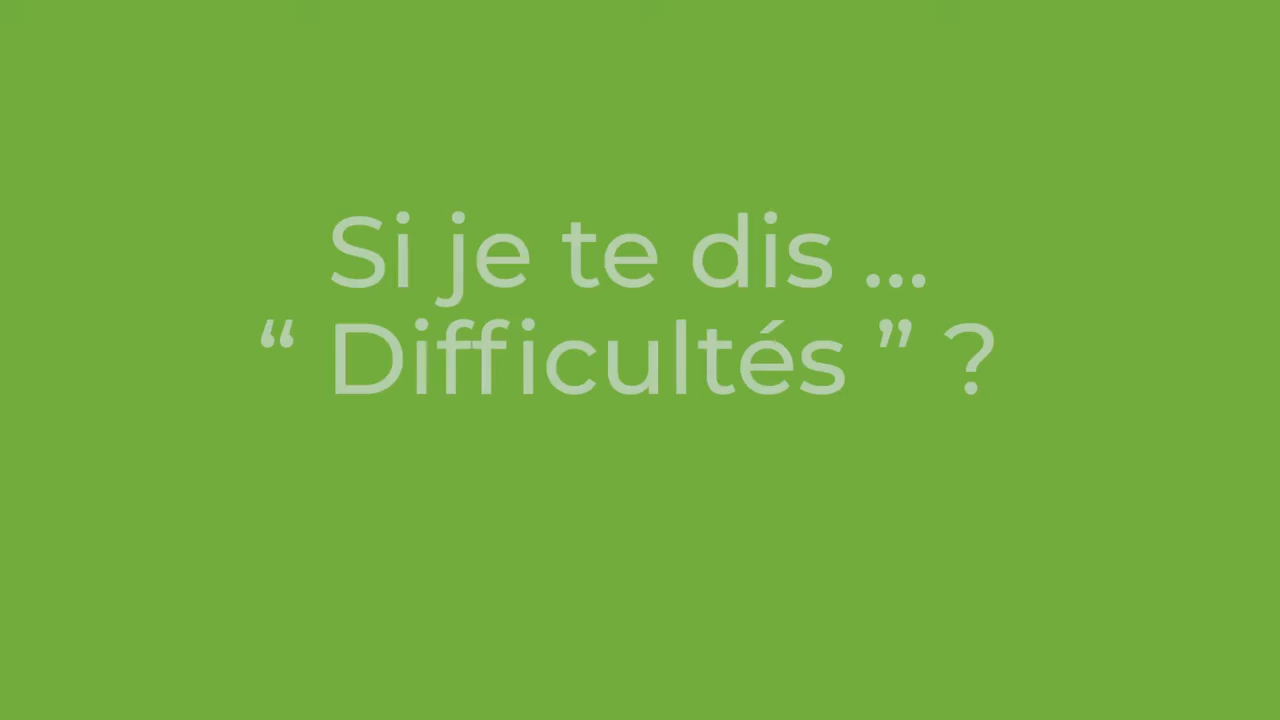 Si je te dis ...
“ Difficultés ” ?